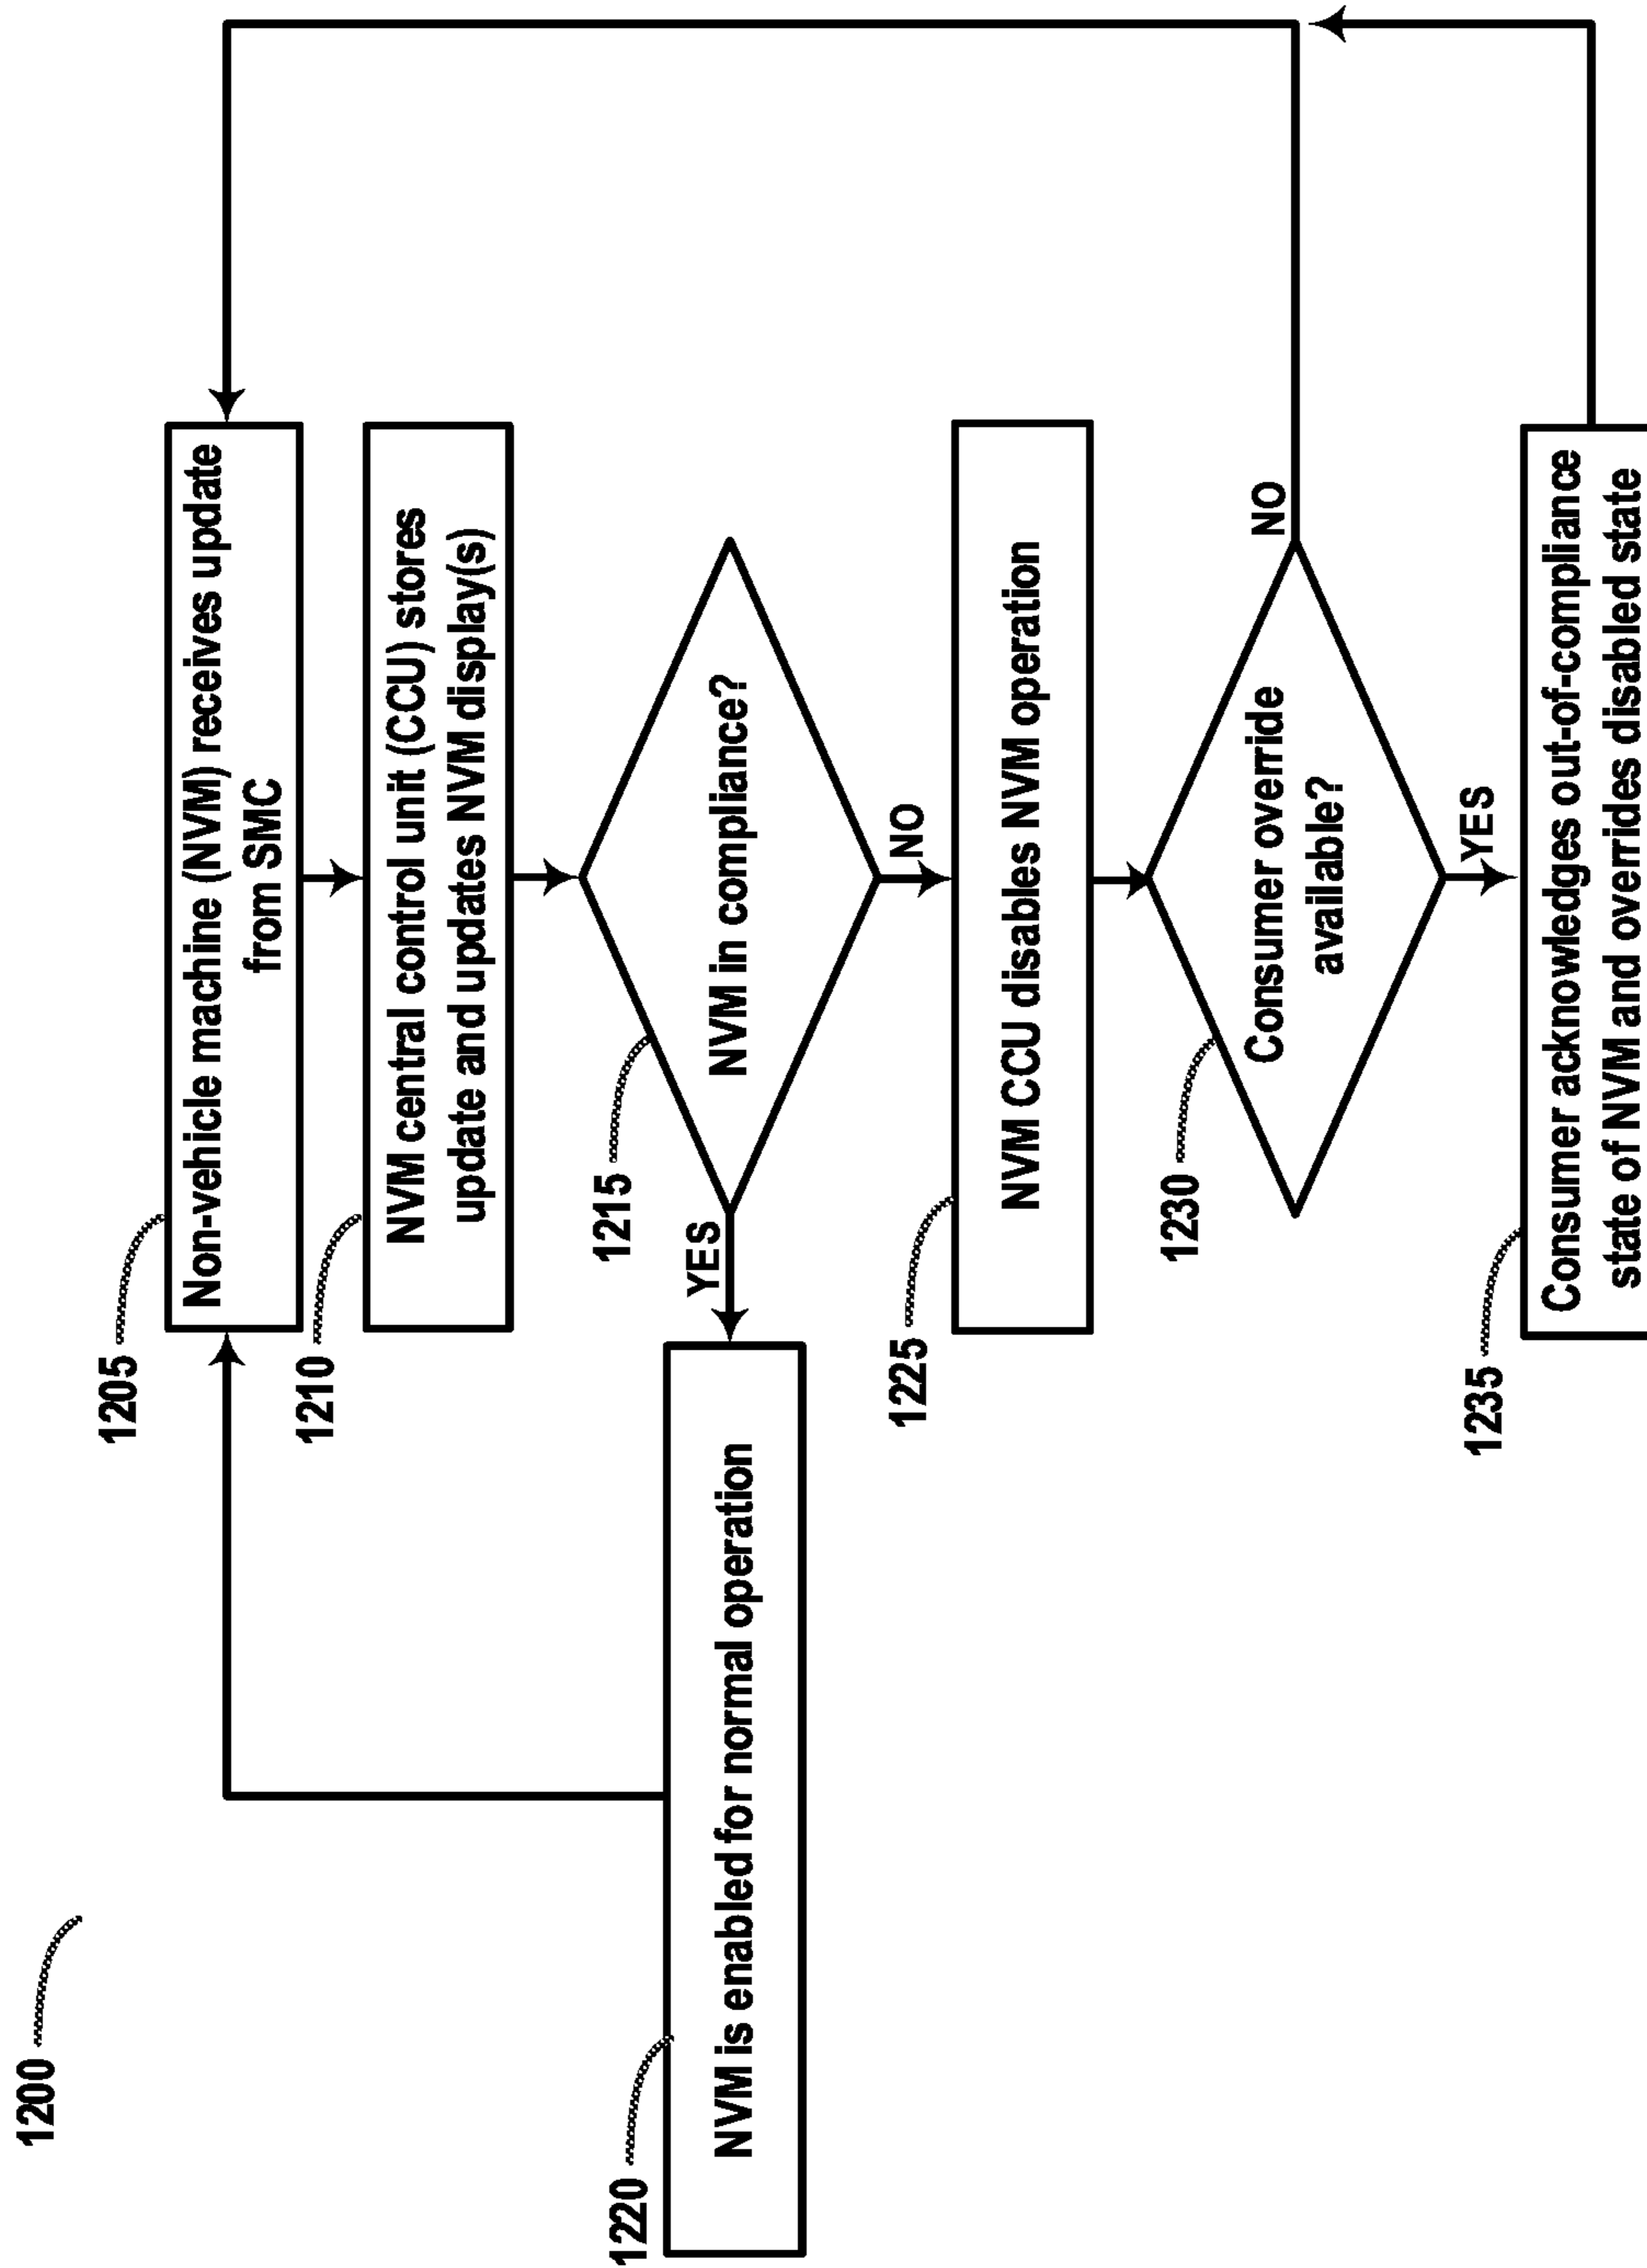 1200
1205
Non-vehicle machine (NVM) receives update
from SMC
1210
NVM central control unit (CCU) stores
update and updates NVM display(s)
1215
NVM in compliance?
YES
NO
1220
NVM is enabled for normal operation
1225
NVM CCU disables NVM operation
1230
Consumer override
available?
NO
YES
1235
Consumer acknowledges out-of-compliance
state of NVM and overrides disabled state